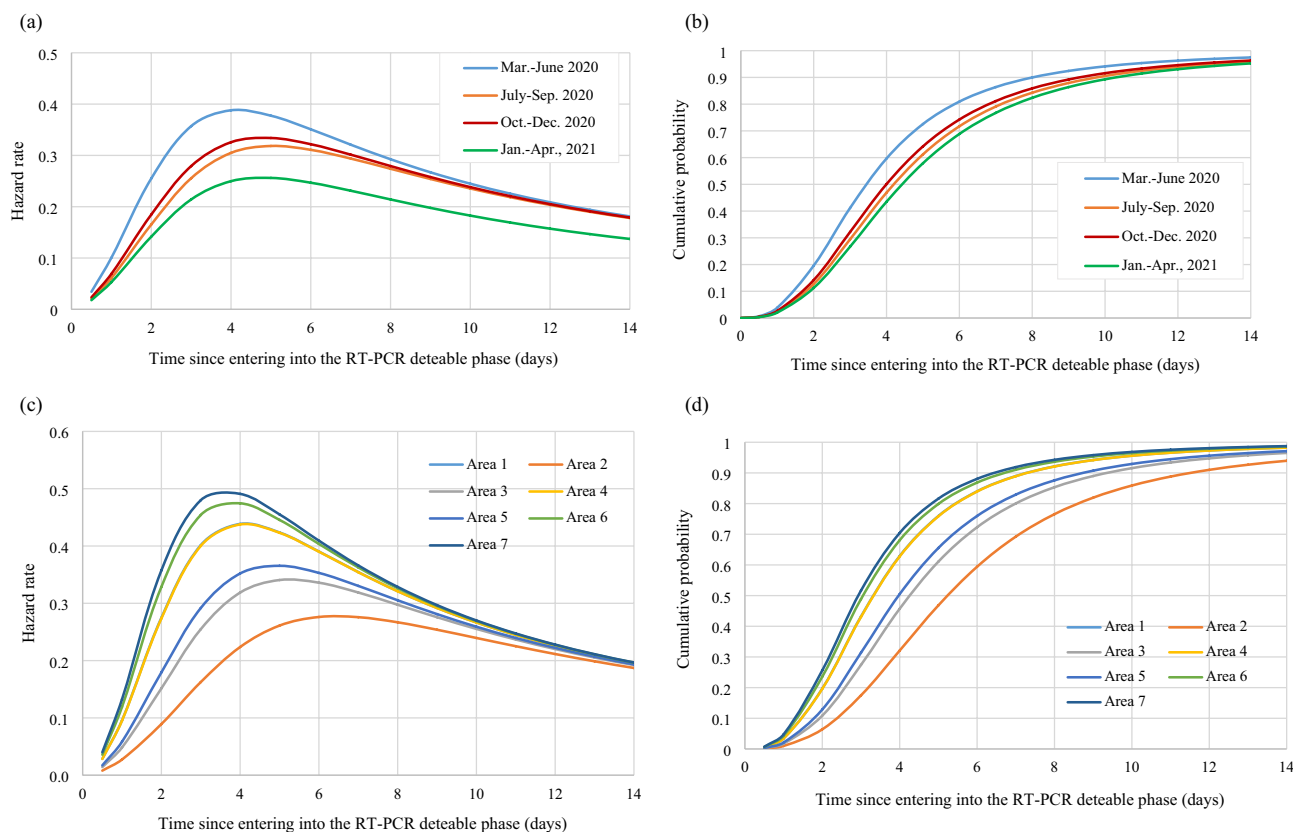 (a)
Hazard rate
0.5
0.4
0.3
0.2
0.1
0
0 2 4 6 8 10 12 14
Mar.-June 2020
July-Sep. 2020
Oct.-Dec. 2020
Jan.-Apr., 2021
Time since entering into the RT-PCR deteable phase (days)
(b)
Cumulative probability
1
0.9
0.8
0.7
0.6
0.5
0.4
0.3
0.2
0.1
0
0 2 4 6 8 10 12 14
Mar.-June 2020
July-Sep. 2020
Oct.-Dec. 2020
Jan.-Apr., 2021
Time since entering into the RT-PCR deteable phase (days)
(c)
Hazard rate
0.6
0.5
0.4
0.3
0.2
0.1
0.0
0 2 4 6 8 10 12 14
Area 1 Area 2
Area 3 Area 4
Area 5 Area 6
Area 7
Time since entering into the RT-PCR deteable phase (days)
(d)
Cumulative probability
1
0.9
0.8
0.7
0.6
0.5
0.4
0.3
0.2
0.1
0
0 2 4 6 8 10 12 14
Area 1 Area 2
Area 3 Area 4
Area 5 Area 6
Area 7
Time since entering into the RT-PCR deteable phase (days)